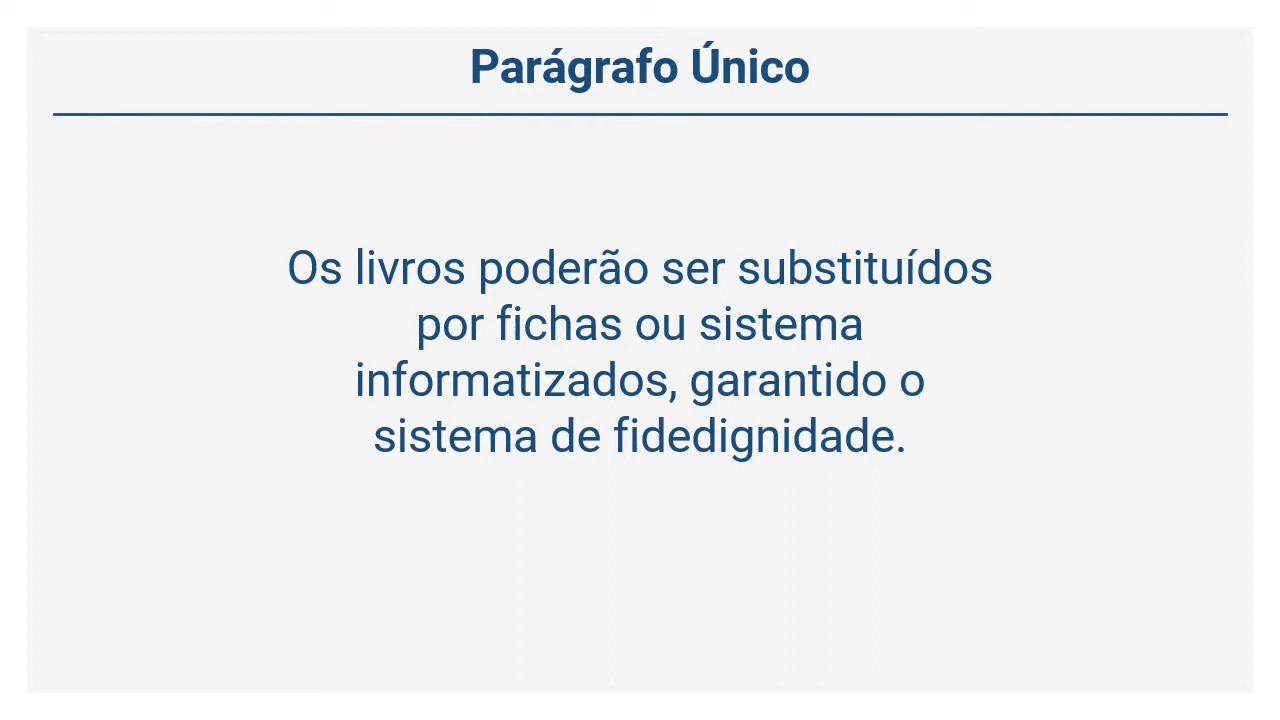 Parágrafo Único
Os livros poderão ser substituídos
por fichas ou sistema
informatizados, garantido o
sistema de fidedignidade.